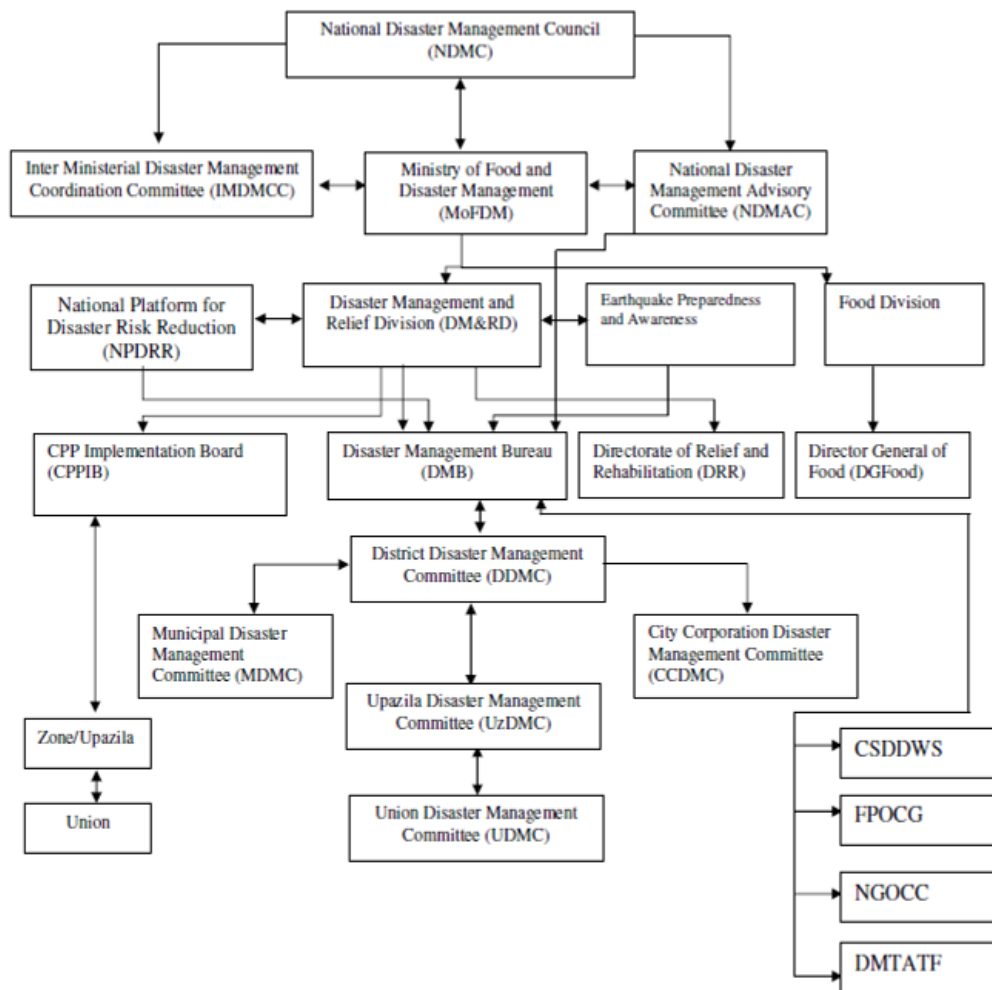 National Disaster Management Council
(NDMC)
Inter Ministerial Disaster Management
Coordination Committee (IMDMCC)
Ministry of Food and
Disaster Management
(MoFDM)
National Disaster
Management Advisory
Committee (NDMAC)
National Platform for
Disaster Risk Reduction
(NPDRR)
Disaster Management and
Relief Division (DM&RD)
Earthquake Preparedness
and Awareness
Food Division
CPP Implementation Board
(CPPIB)
Disaster Management Bureau
(DMB)
Directorate of Relief and
Rehabilitation (DRR)
Director General of
Food (DGFood)
District Disaster Management
Committee (DDMC)
Municipal Disaster
Management
Committee (MDMC)
City Corporation Disaster
Management Committee
(CCDMC)
Upazila Disaster Management
Committee (UzDMC)
Zone/Upazila
Union Disaster Management
Committee (UDMC)
Union
CSDDWS
FPOCG
NGOCC
DMTATF